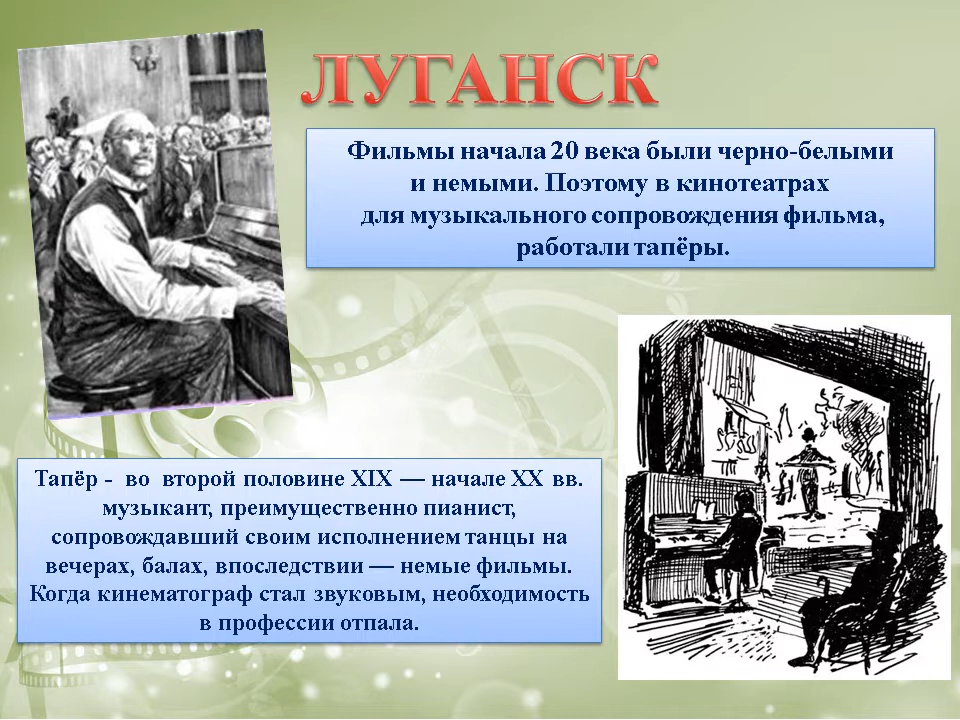 ЛУГАНСК
Фильмы начала 20 века были черно-белыми
и немыми. Поэтому в кинотеатрах
для музыкального сопровождения фильма,
работали тапёры.
Тапёр - во второй половине XIX — начале XX вв.
музыкант, преимущественно пианист,
сопровождавший своим исполнением танцы на
вечерах, балах, впоследствии — немые фильмы.
Когда кинематограф стал звуковым, необходимость
в профессии отпала.